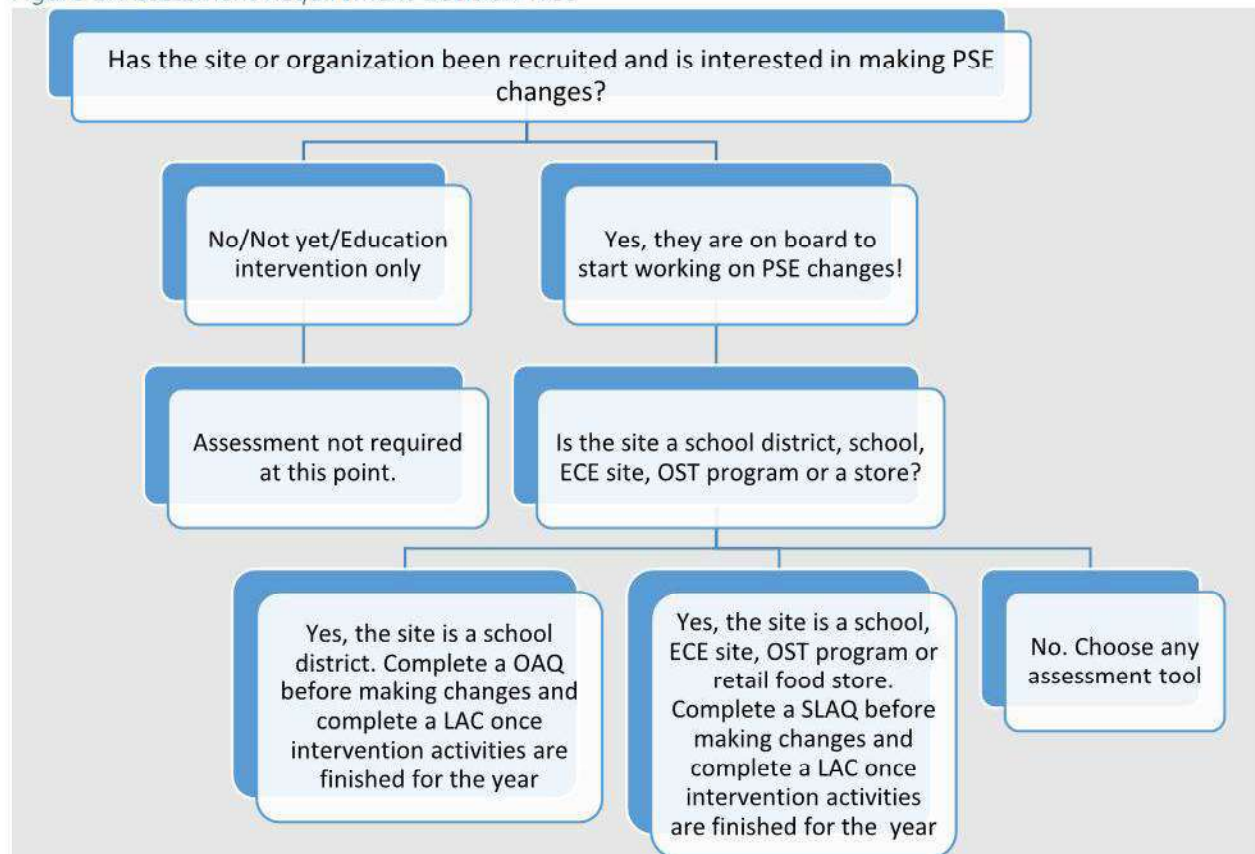 Has the site or organization been recruited and is interested in making PSE
changes?
No/Not yet/Education
intervention only
Yes, they are on board to
start working on PSE changes!
Assessment not required
at this point.
Is the site a school district, school,
ECE site, OST program or a store?
Yes, the site is a school
district. Complete a OAQ
before making changes and
complete a LAC once
intervention activities are
finished for the year
Yes, the site is a school,
ECE site, OST program or
retail food store.
Complete a SLAQ before
making changes and
complete a LAC once
intervention activities
are finished for the year
No. Choose any
assessment tool